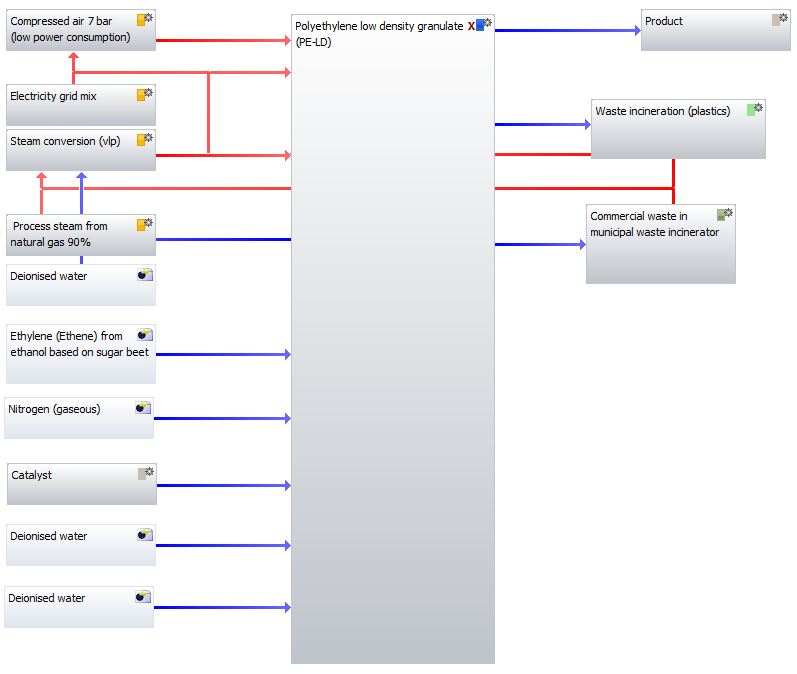 Compressed air 7 bar
(low power consumption)
Electricity grid mix
Steam conversion (vlp)
Process steam from
natural gas 90%
Deionised water
Ethylene (Ethene) from
ethanol based on sugar beet
Nitrogen (gaseous)
Catalyst
Deionised water
Deionised water
Polyethylene low density granulate X
(PE-LD)
Product
Waste incineration (plastics)
Commercial waste in
municipal waste incinerator